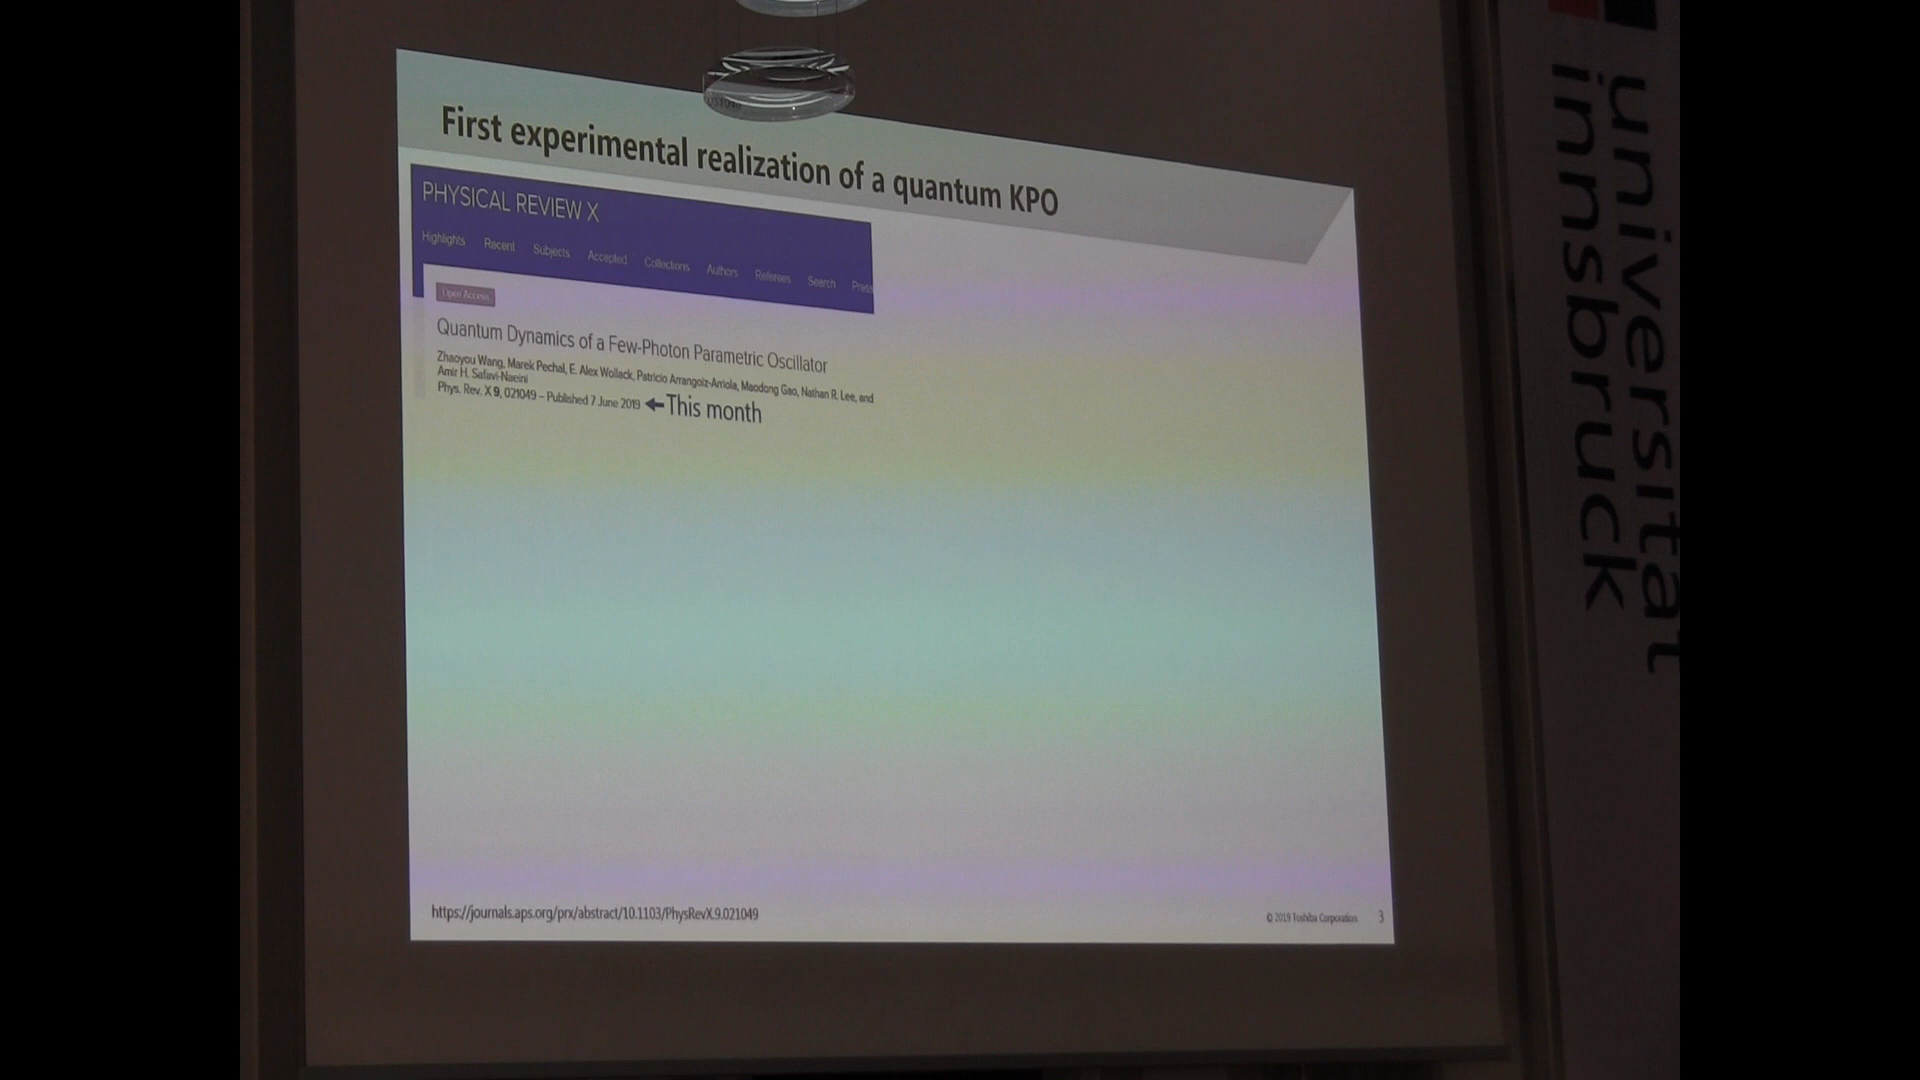 First experimental realization of a quantum KPO
PHYSICAL REVIEW X
Highlights Recent Subjects Accepted Collections Authors Referees Search Press
Open Access
Quantum Dynamics of a Few-Photon Parametric Oscillator
Zhaoyou Wang, Marek Pechal, E. Alex Wollack, Patricio Arrangoiz-Arriola, Maodong Gao, Nathan R. Lee, and
Amir H. Safavi-Naeini
Phys. Rev. X 9, 021049 – Published 7 June 2019 ←This month
https://journals.aps.org/prx/abstract/10.1103/PhysRevX.9.021049
© 2019 Toshiba Corporation 3
universität
innsbruck